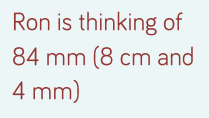 Ron is thinking of
84 mm (8 cm and
4 mm)